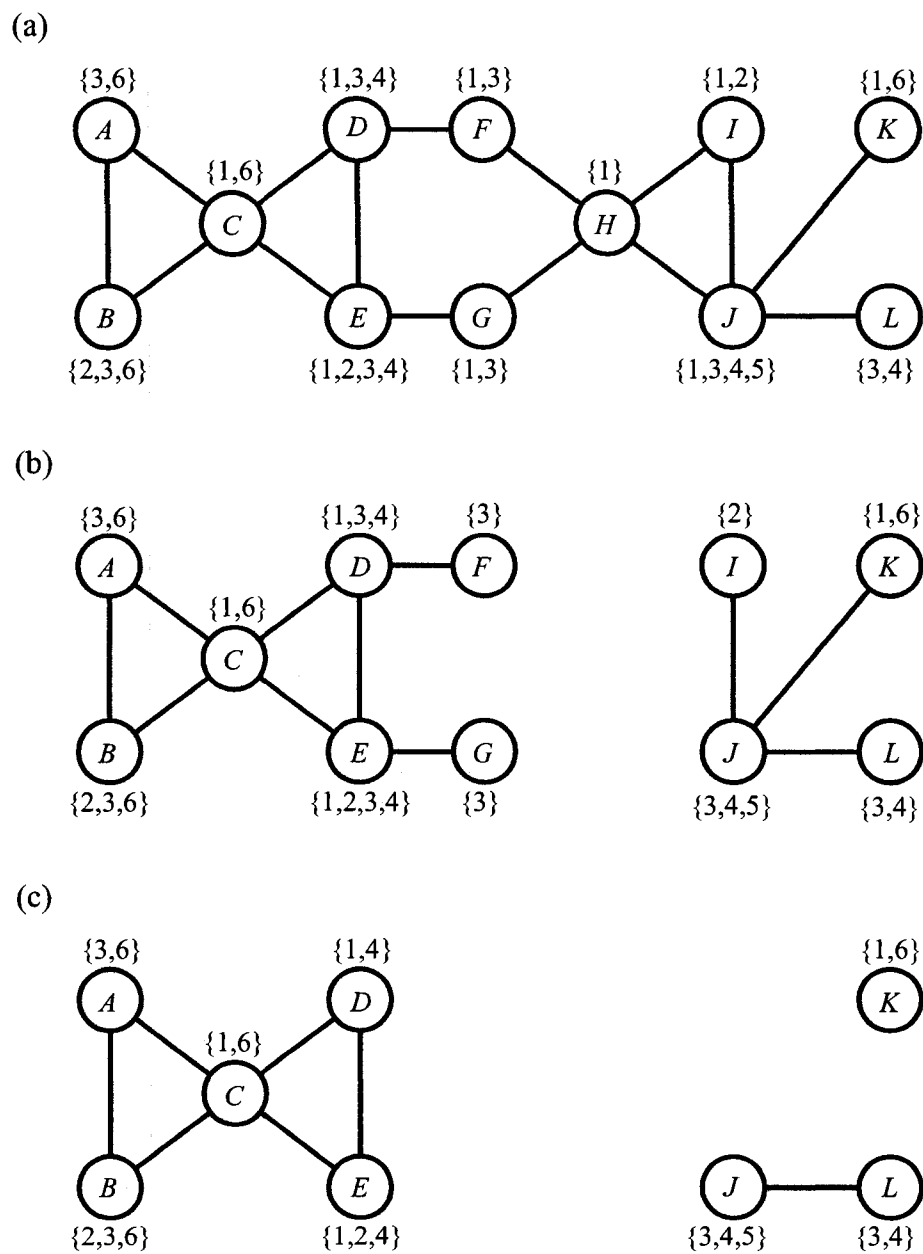 (a)
{3,6} {1,3,4} {1,3} {1,2} {1,6}
A D F I K
{1,6} {1}
C H
B E G J L
{2,3,6} {1,2,3,4} {1,3} {1,3,4,5} {3,4}
(b)
{3,6} {1,3,4} {3} {2} {1,6}
A D F I K
{1,6}
C
B E G J L
{2,3,6} {1,2,3,4} {3} {3,4,5} {3,4}
(c)
{3,6} {1,4} {1,6}
A D K
{1,6}
C
B E J L
{2,3,6} {1,2,4} {3,4,5} {3,4}